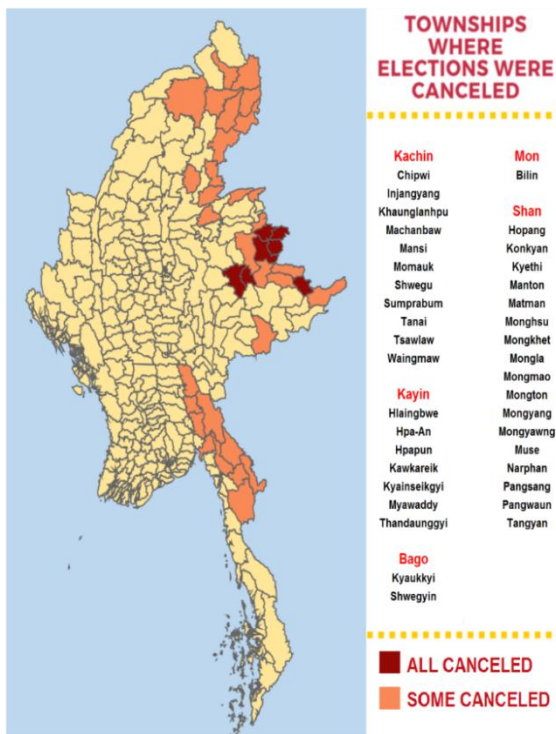 TOWNSHIPS
WHERE
ELECTIONS WERE
CANCELED
Kachin
Chipwi
Injangyang
Khaunglanhpu
Machanbaw
Mansi
Momauk
Shwegu
Sumprabum
Tanai
Tsawlaw
Waingmaw
Kayin
Hlaingbwe
Hpa-An
Hpapun
Kawkareik
Kyainseikgyi
Myawaddy
Thandaunggyi
Bago
Kyaukkyi
Shwegyin
Mon
Bilin
Shan
Hopang
Konkyan
Kyethi
Manton
Matman
Monghsu
Mongkhet
Mongla
Mongmao
Mongton
Mongyang
Mongyawng
Muse
Narphan
Pangsang
Pangwaun
Tangyan
ALL CANCELED
SOME CANCELED